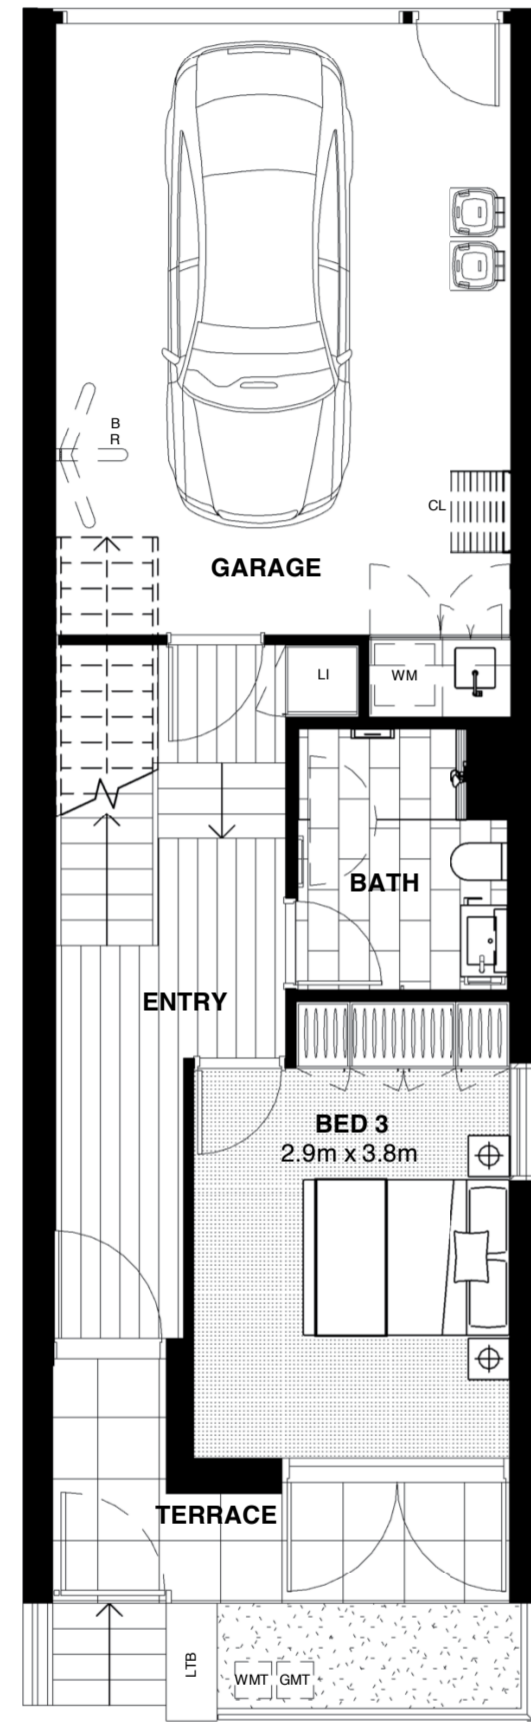 B
R
CL
GARAGE
LI
WM
BATH
ENTRY
BED 3
2.9m x 3.8m
TERRACE
LTB
WMT
GMT